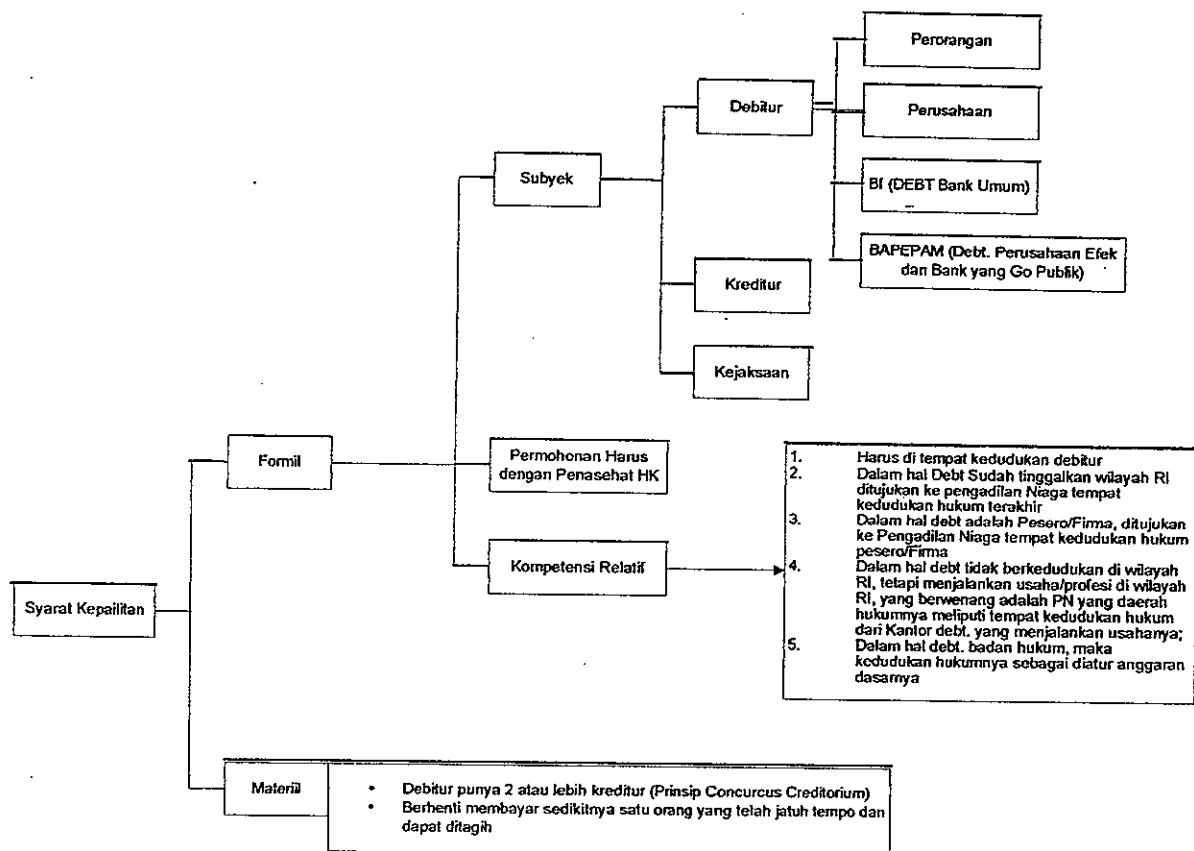 Perorangan
Debitur
Perusahaan
Subyek
BI (DEBT Bank Umum)
BAPEPAM (Debt. Perusahaan Efek
dan Bank yang Go Publik)
Kreditur
Kejaksaan
Formil
Permohonan Harus
dengan Penasehat HK
Kompetensi Relatif
1. Harus di tempat kedudukan debitur
2. Dalam hal Debt Sudah tinggalkan wilayah RI
ditujukan ke pengadilan Niaga tempat
kedudukan hukum terakhir
3. Dalam hal debt adalah Pesero/Firma, ditujukan
ke Pengadilan Niaga tempat kedudukan hukum
pesero/Firma
4. Dalam hal debt tidak berkedudukan di wilayah
RI, tetapi menjalankan usaha/profesi di wilayah
RI, yang berwenang adalah PN yang daerah
hukumnya meliputi tempat kedudukan hukum
dari Kantor debt. yang menjalankan usahanya;
5. Dalam hal debt. badan hukum, maka
kedudukan hukumnya sebagai diatur anggaran
dasarnya
Syarat Kepailitan
Materiil
• Debitur punya 2 atau lebih kreditur (Prinsip Concurcus Creditorium)
• Berhenti membayar sedikitnya satu orang yang telah jatuh tempo dan
dapat ditagih